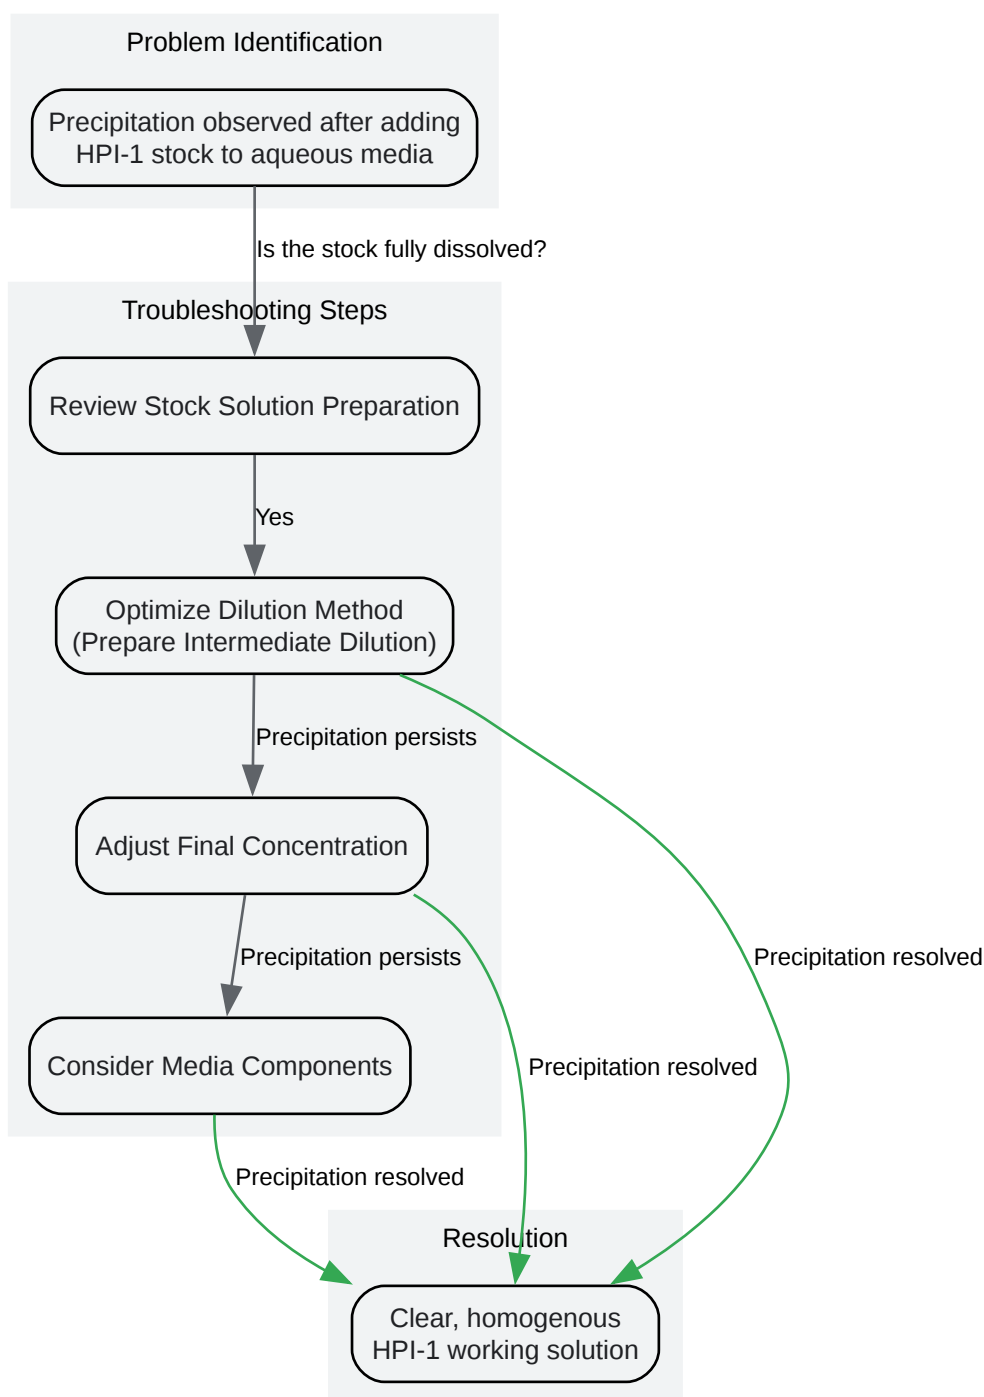 Problem Identification
Precipitation observed after adding
HPI-1 stock to aqueous media
Is the stock fully dissolved?
Troubleshooting Steps
Review Stock Solution Preparation
Yes
Optimize Dilution Method
(Prepare Intermediate Dilution)
Precipitation persists
Adjust Final Concentration
Precipitation persists
Precipitation resolved
Consider Media Components
Precipitation resolved
Precipitation resolved
Resolution
Clear, homogenous
HPI-1 working solution